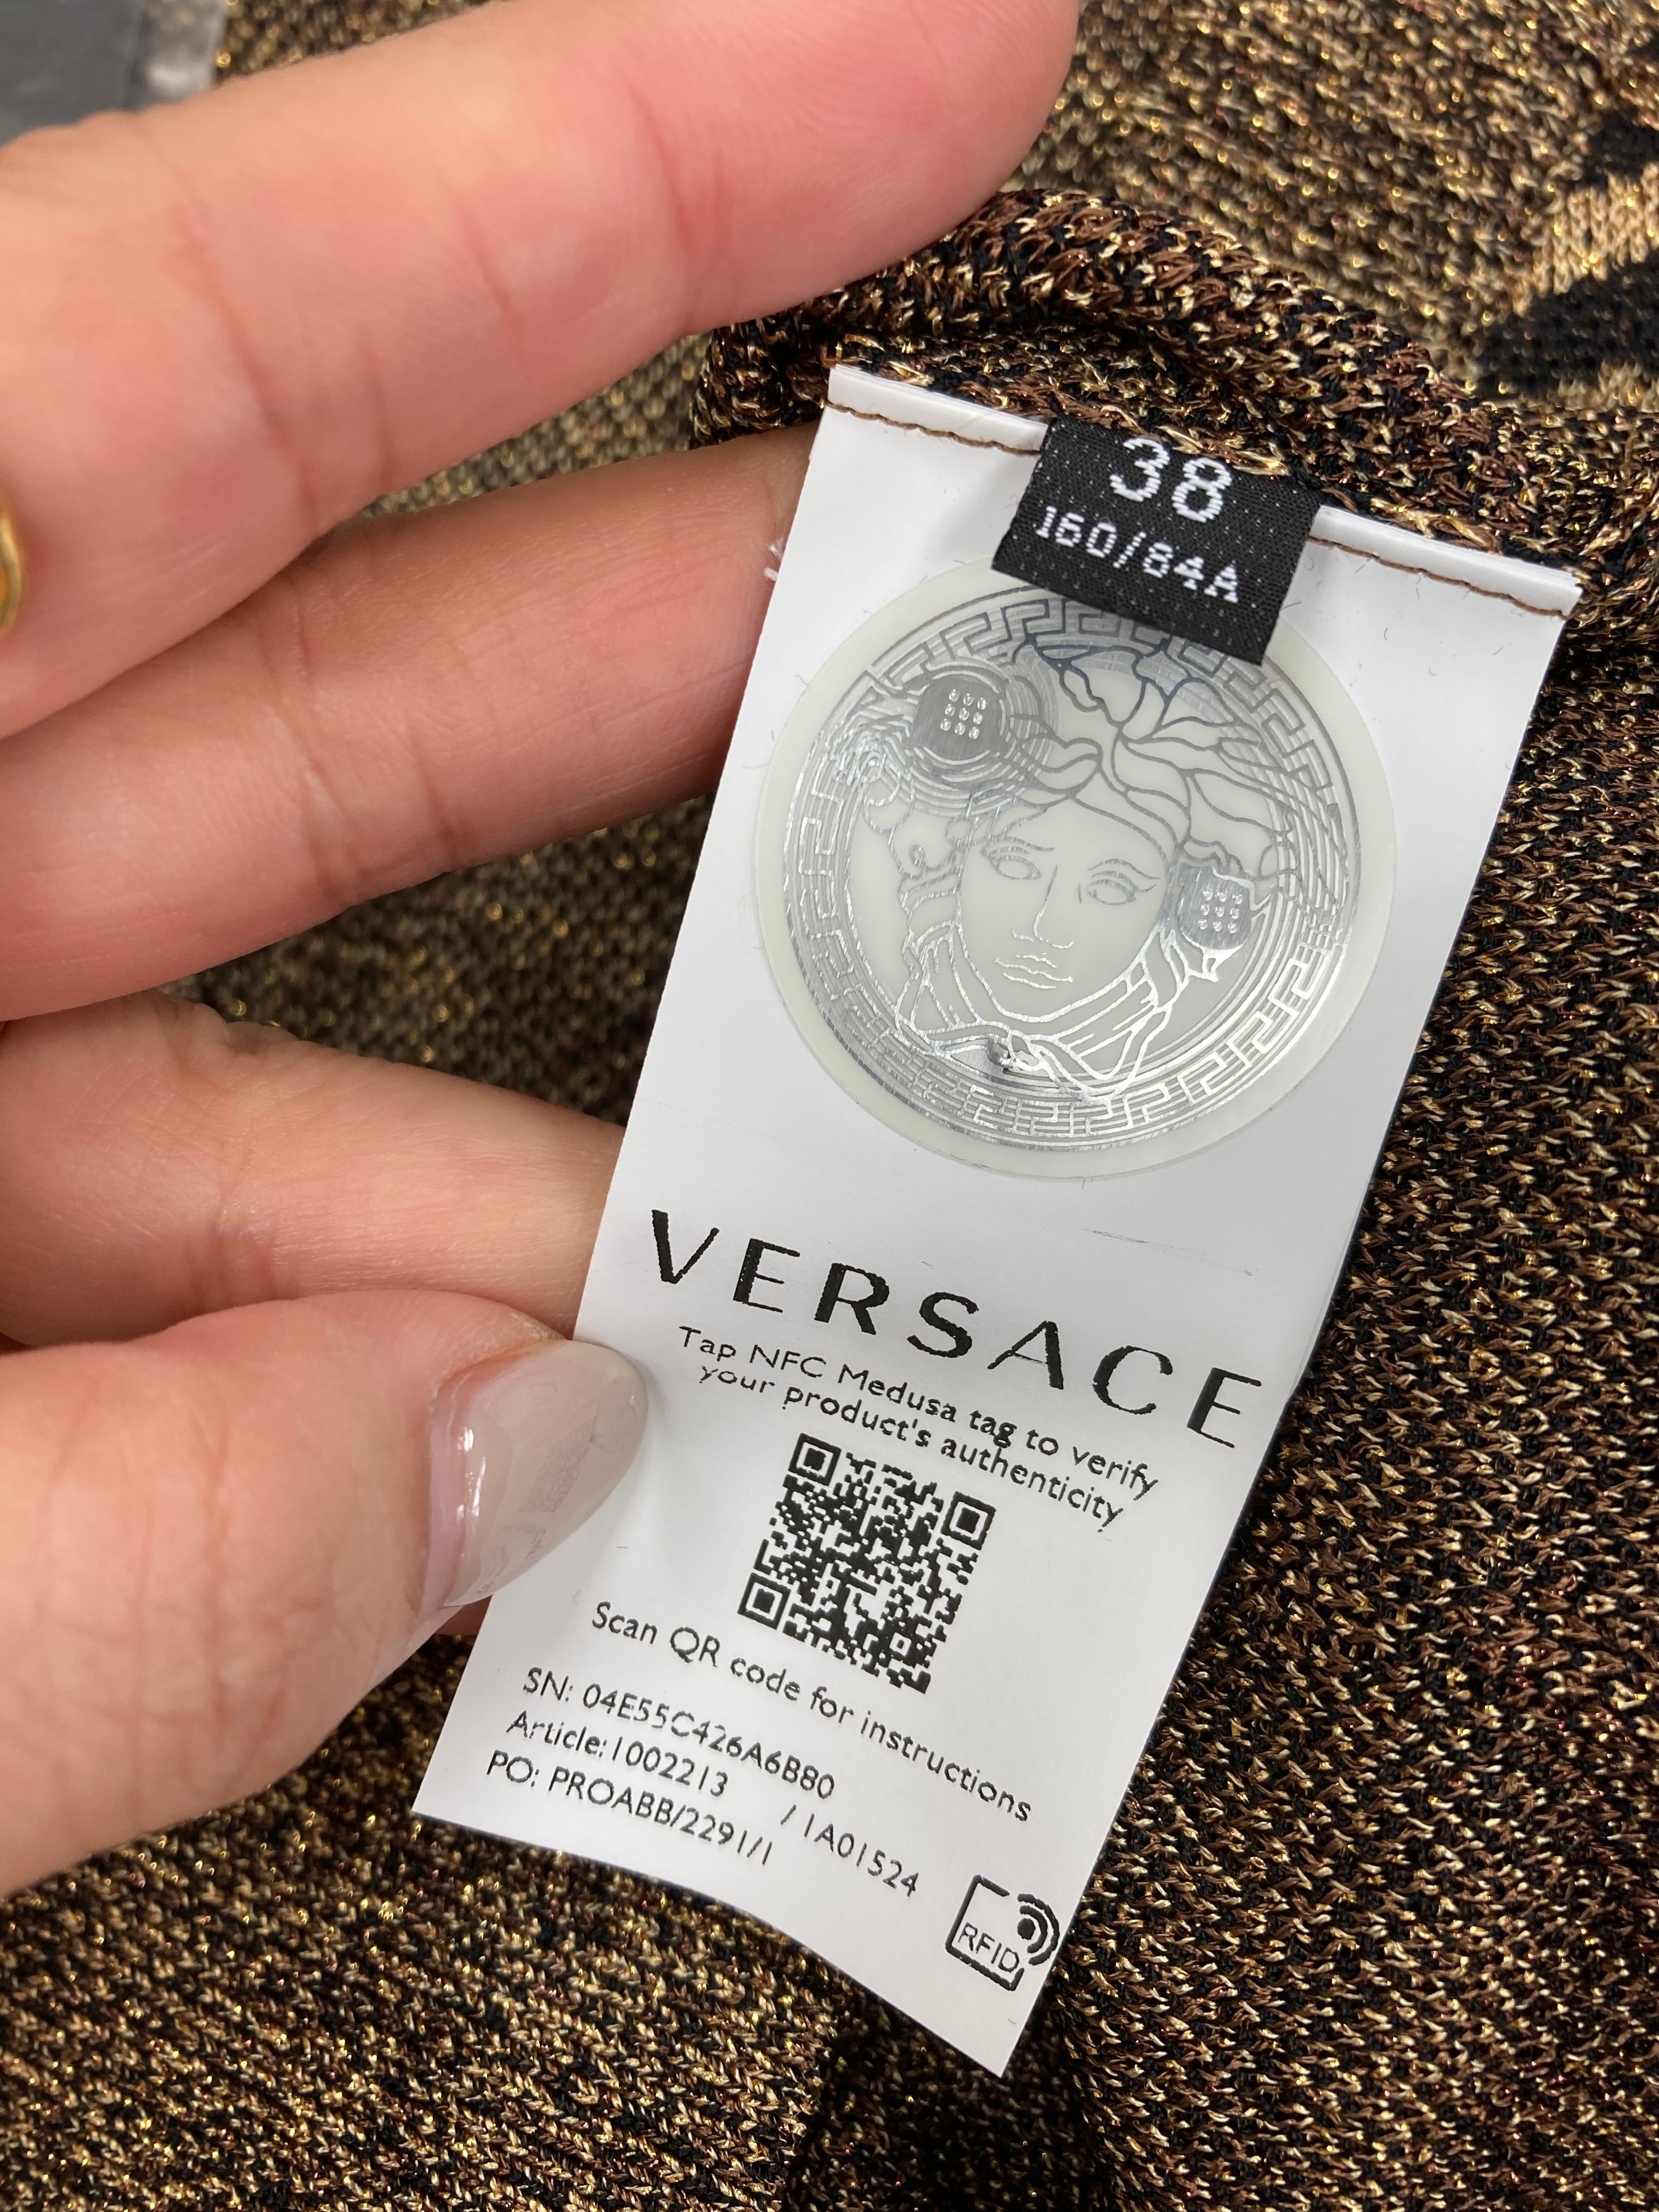 38
160/84A
VERSACE
Tap NFC Medusa tag to verify
your product's authenticity
Scan QR code for instructions
SN: 04E55C426A6B80
Article: 1002213 / 1A01524
PO: PROABB/2291/1
RFID